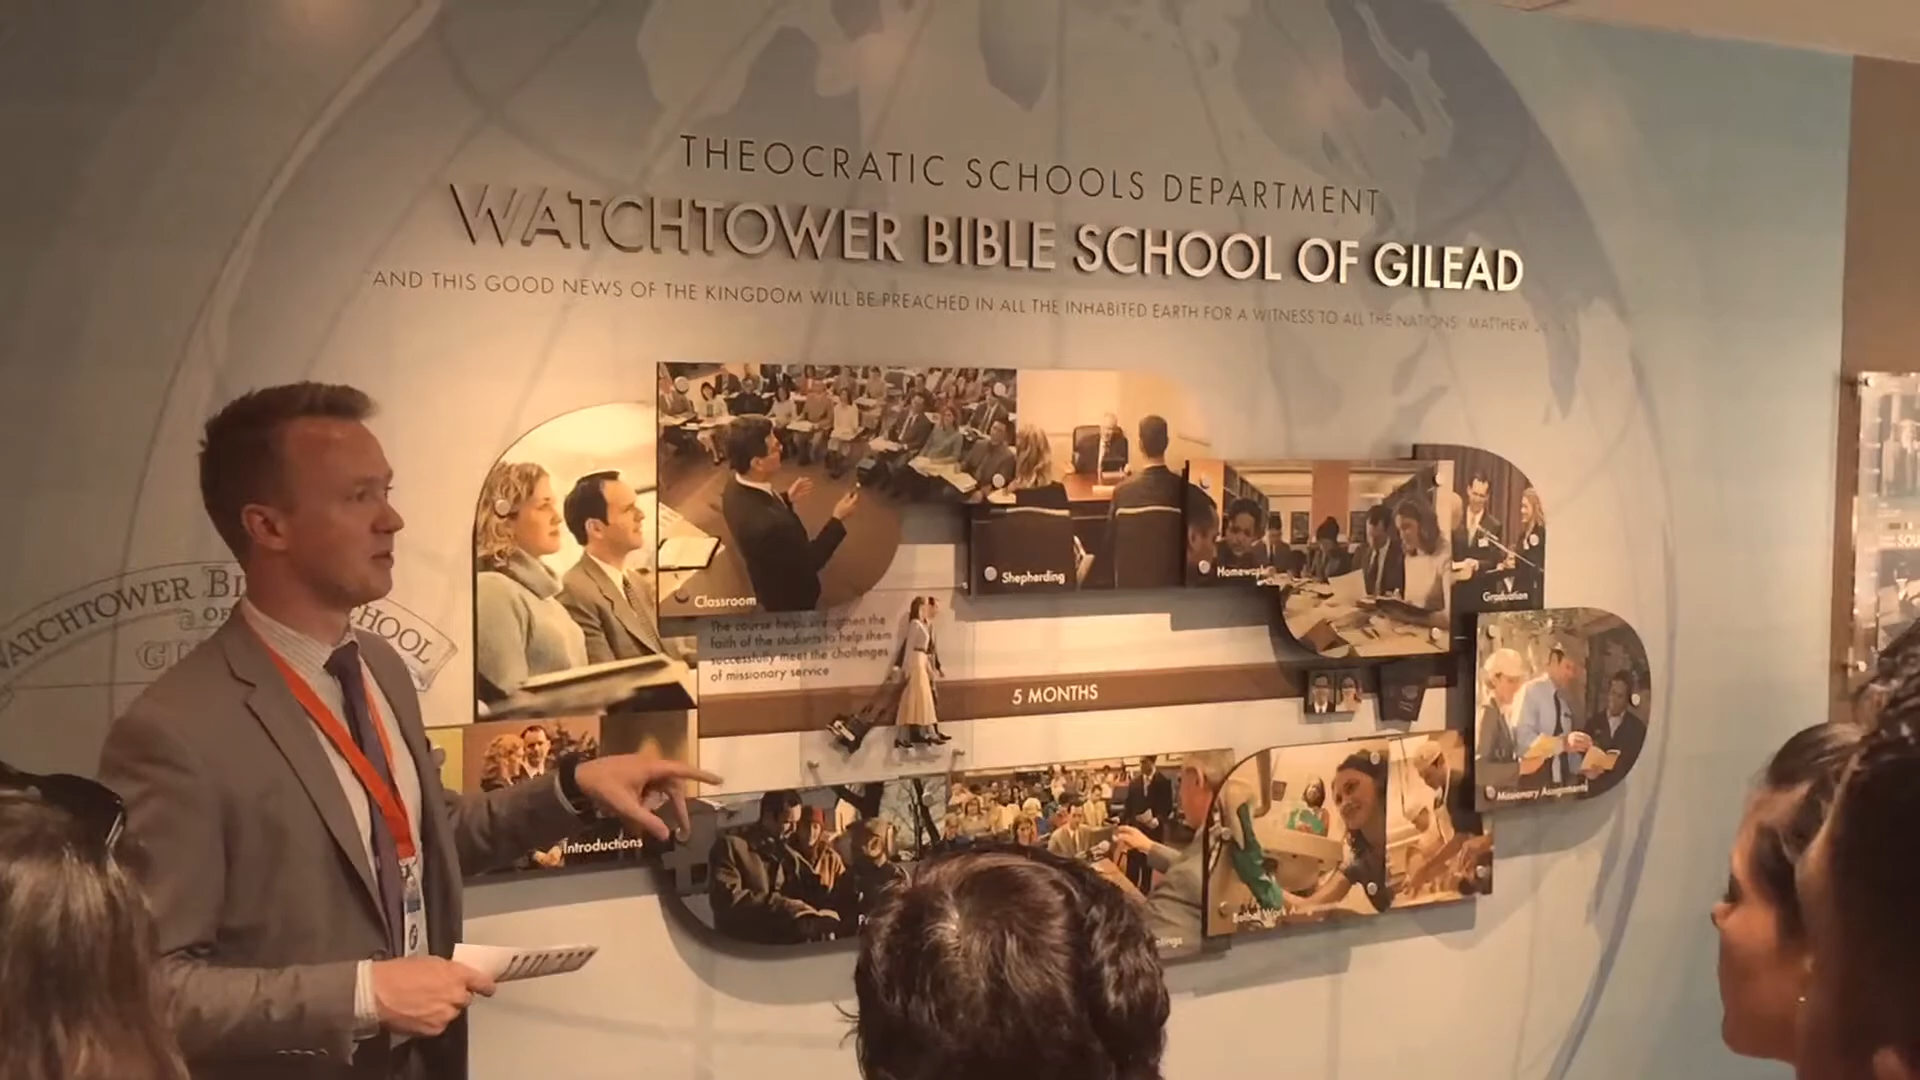 THEOCRATIC SCHOOLS DEPARTMENT
WATCHTOWER BIBLE SCHOOL OF GILEAD
AND THIS GOOD NEWS OF THE KINGDOM WILL BE PREACHED IN ALL THE INHABITED EARTH FOR A WITNESS TO ALL THE NATIONS MATTHEW
WATCHTOWER
Classroom
Shepherding
Homework
Graduation
The course helps strengthen the
faith of the students to help them
successfully meet the challenges
of missionary service
5 MONTHS
Missionary Assignments
Introductions
Bethel Work